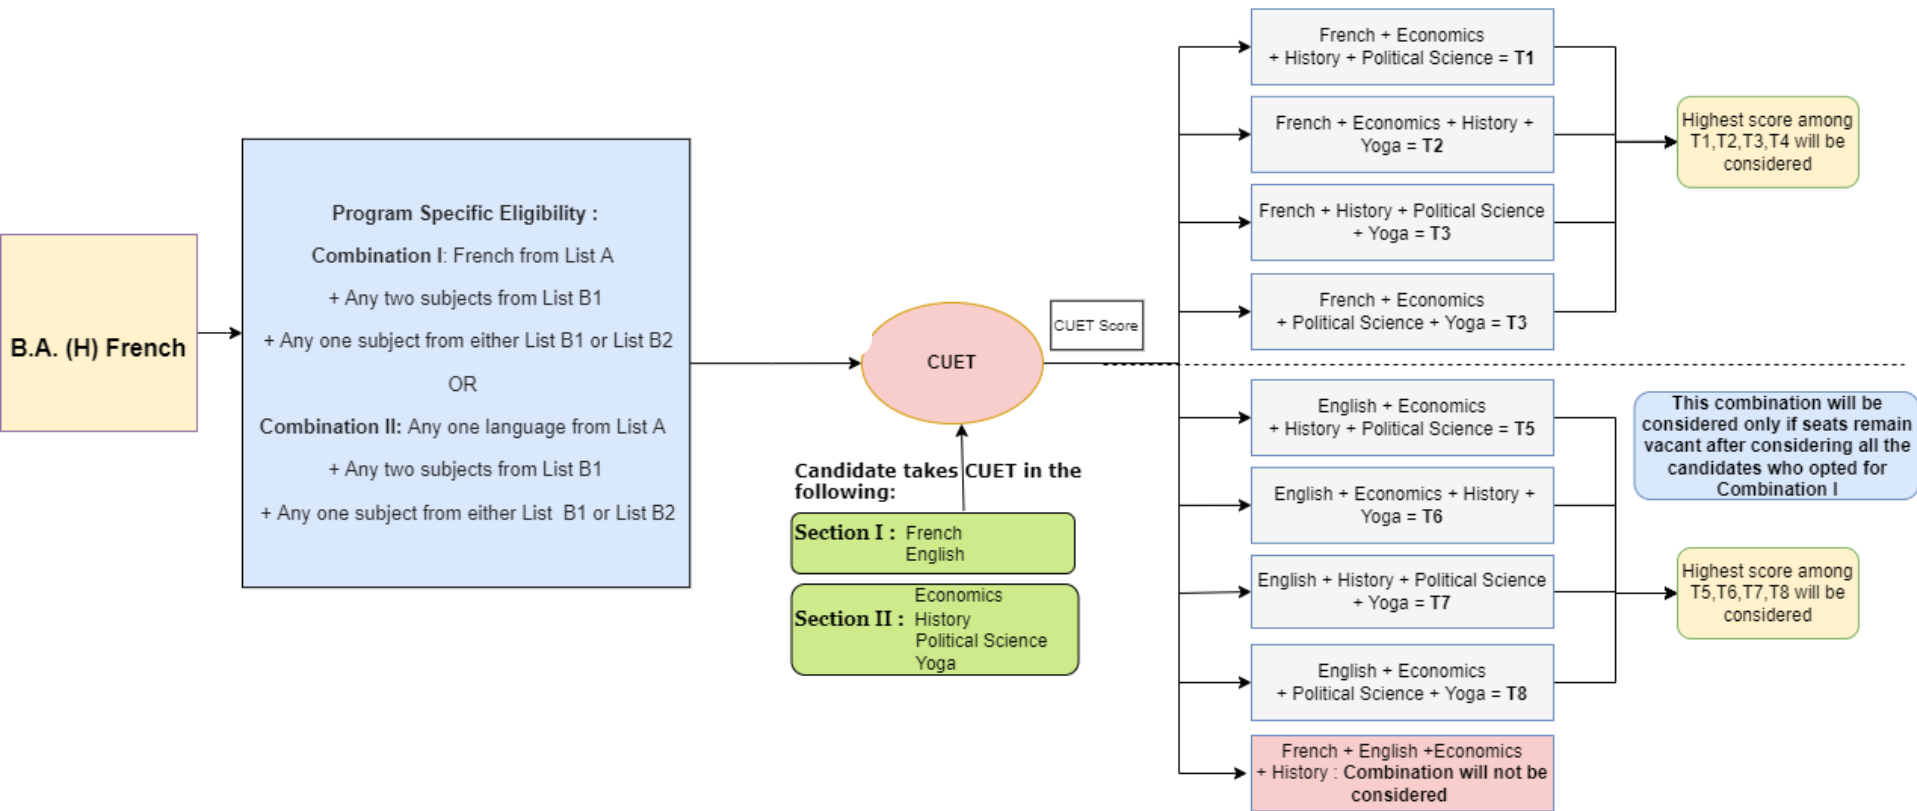 B.A. (H) French
Program Specific Eligibility :
Combination I: French from List A
+ Any two subjects from List B1
+ Any one subject from either List B1 or List B2
OR
Combination II: Any one language from List A
+ Any two subjects from List B1
+ Any one subject from either List B1 or List B2
CUET
CUET Score
Candidate takes CUET in the
following:
Section I : French
English
Economics
Section II : History
Political Science
Yoga
French + Economics
+ History + Political Science = T1
French + Economics + History +
Yoga = T2
French + History + Political Science
+ Yoga = T3
French + Economics
+ Political Science + Yoga = T3
Highest score among
T1,T2,T3,T4 will be
considered
English + Economics
+ History + Political Science = T5
English + Economics + History +
Yoga = T6
English + History + Political Science
+ Yoga = T7
English + Economics
+ Political Science + Yoga = T8
French + English +Economics
+ History : Combination will not be
considered
This combination will be
considered only if seats remain
vacant after considering all the
candidates who opted for
Combination I
Highest score among
T5,T6,T7,T8 will be
considered